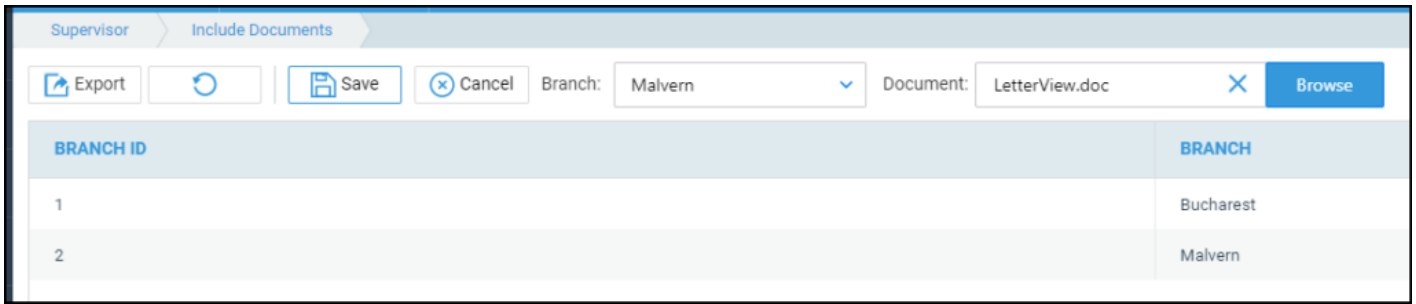 Supervisor Include Documents
Export Save Cancel Branch: Malvern Document: LetterView.doc Browse
BRANCH ID BRANCH
1 Bucharest
2 Malvern